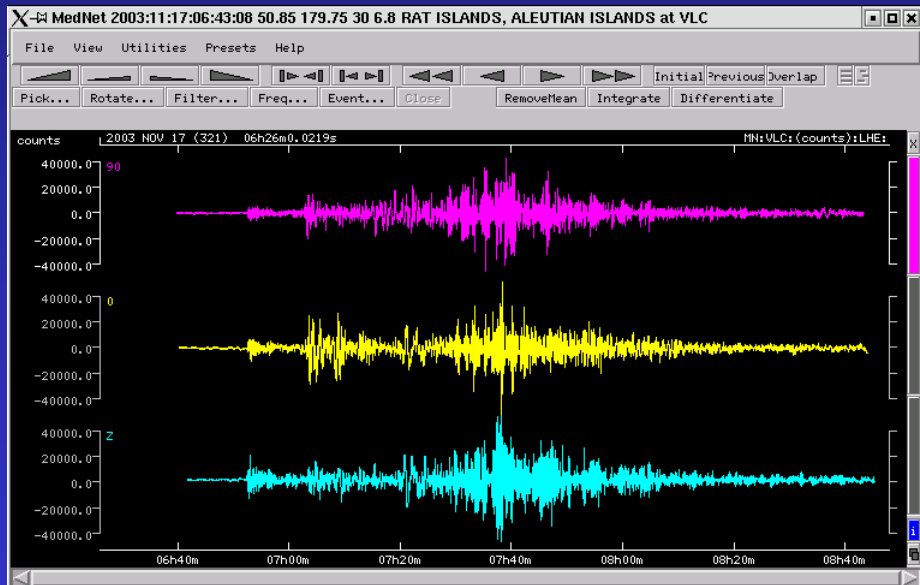 MedNet 2003:11:17:06:43:08 50.85 179.75 30 6.8 RAT ISLANDS, ALEUTIAN ISLANDS at VLC
File View Utilities Presets Help
Initial Previous Overlap
Pick... Rotate... Filter... Freq... Event... Close RemoveMean Integrate Differentiate
counts 2003 NOV 17 (321) 06h26m0.0219s MN:VLC:(counts):LHE: X
40000.0 90
20000.0
0.0
-20000.0
-40000.0
40000.0 0
20000.0
0.0
-20000.0
-40000.0
40000.0 Z
20000.0
0.0
-20000.0
-40000.0 i
06h40m 07h00m 07h20m 07h40m 08h00m 08h20m 08h40m